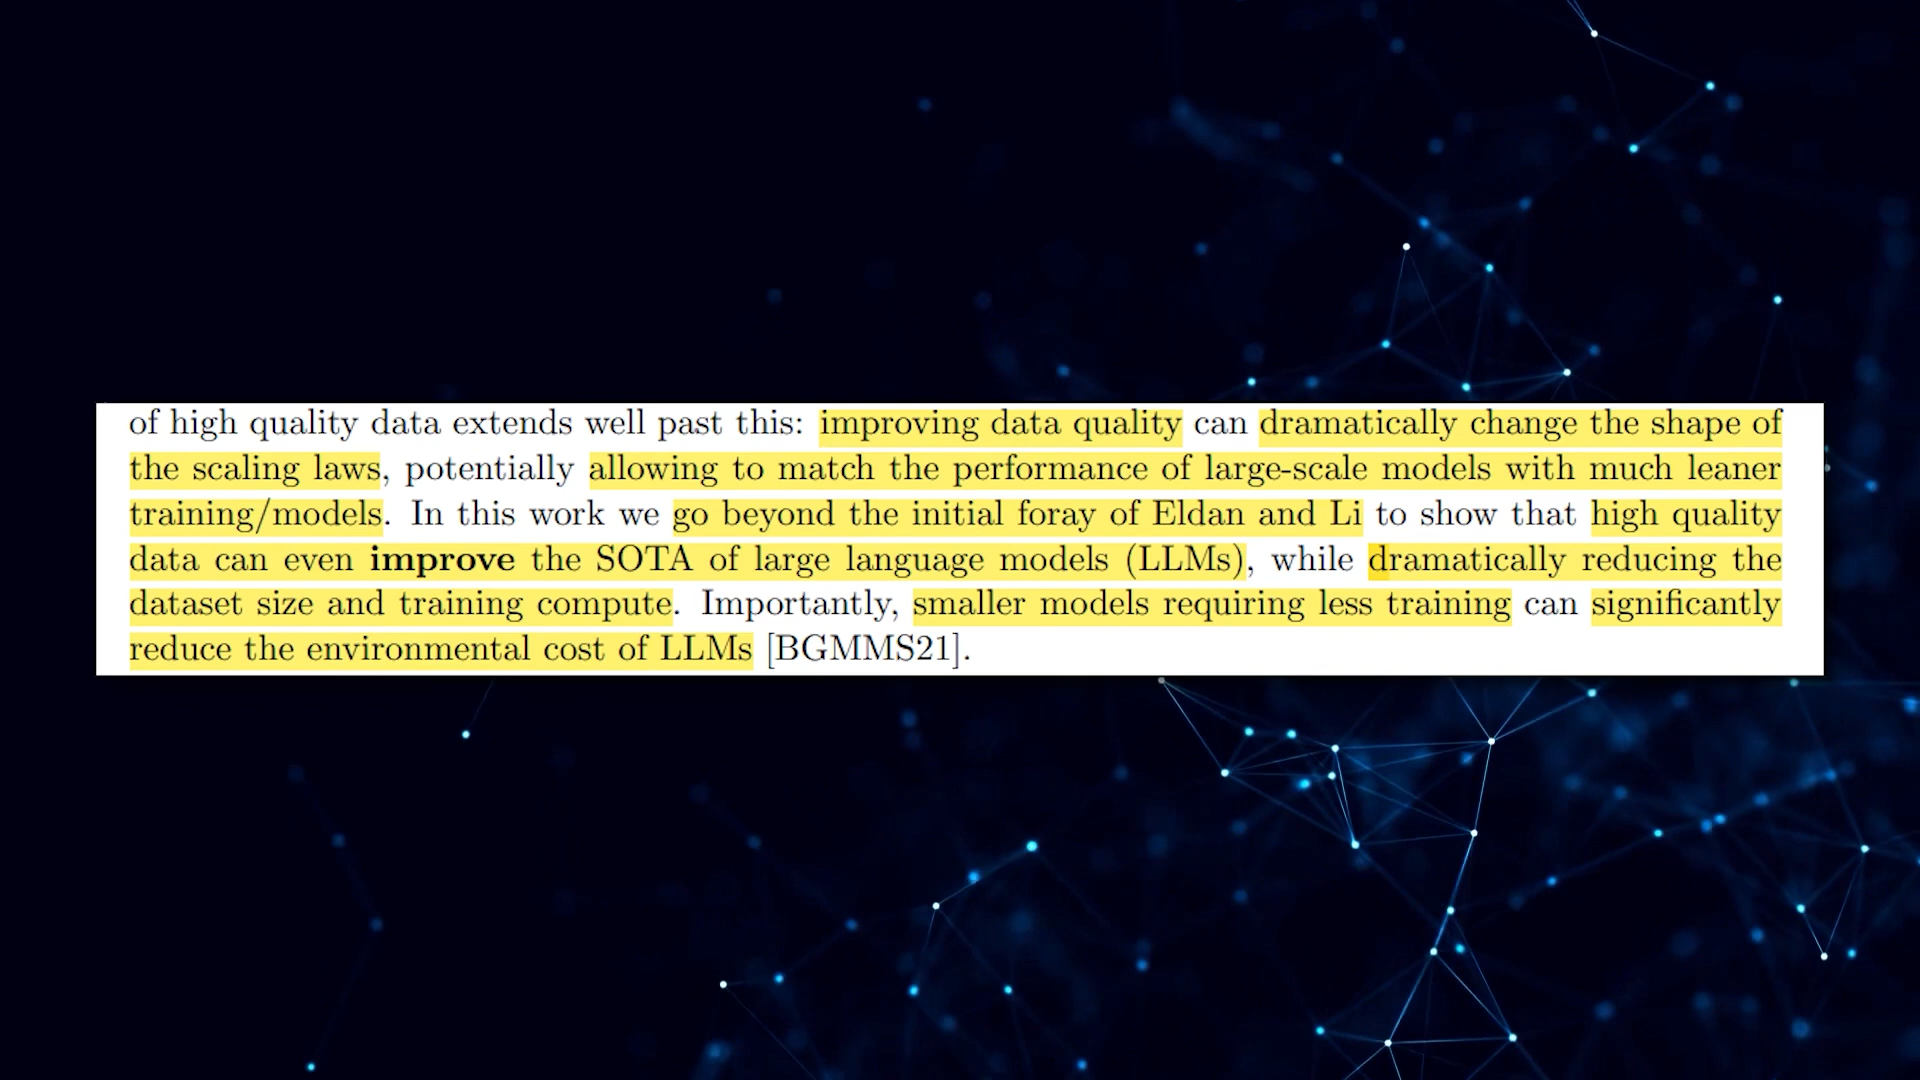 of high quality data extends well past this: improving data quality can dramatically change the shape of
the scaling laws, potentially allowing to match the performance of large-scale models with much leaner
training/models. In this work we go beyond the initial foray of Eldan and Li to show that high quality
data can even improve the SOTA of large language models (LLMs), while dramatically reducing the
dataset size and training compute. Importantly, smaller models requiring less training can significantly
reduce the environmental cost of LLMs [BGMMS21].